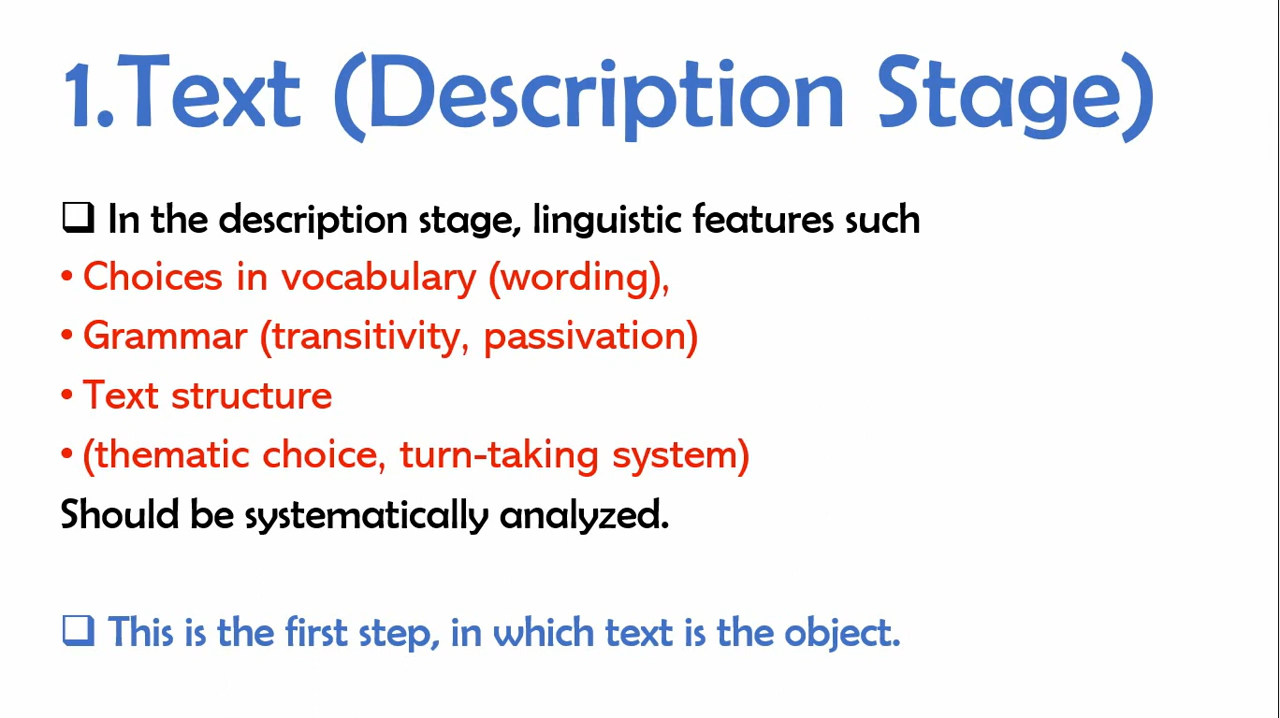 1.Text (Description Stage)
❑ In the description stage, linguistic features such
• Choices in vocabulary (wording),
• Grammar (transitivity, passivation)
• Text structure
• (thematic choice, turn-taking system)
Should be systematically analyzed.
❑ This is the first step, in which text is the object.